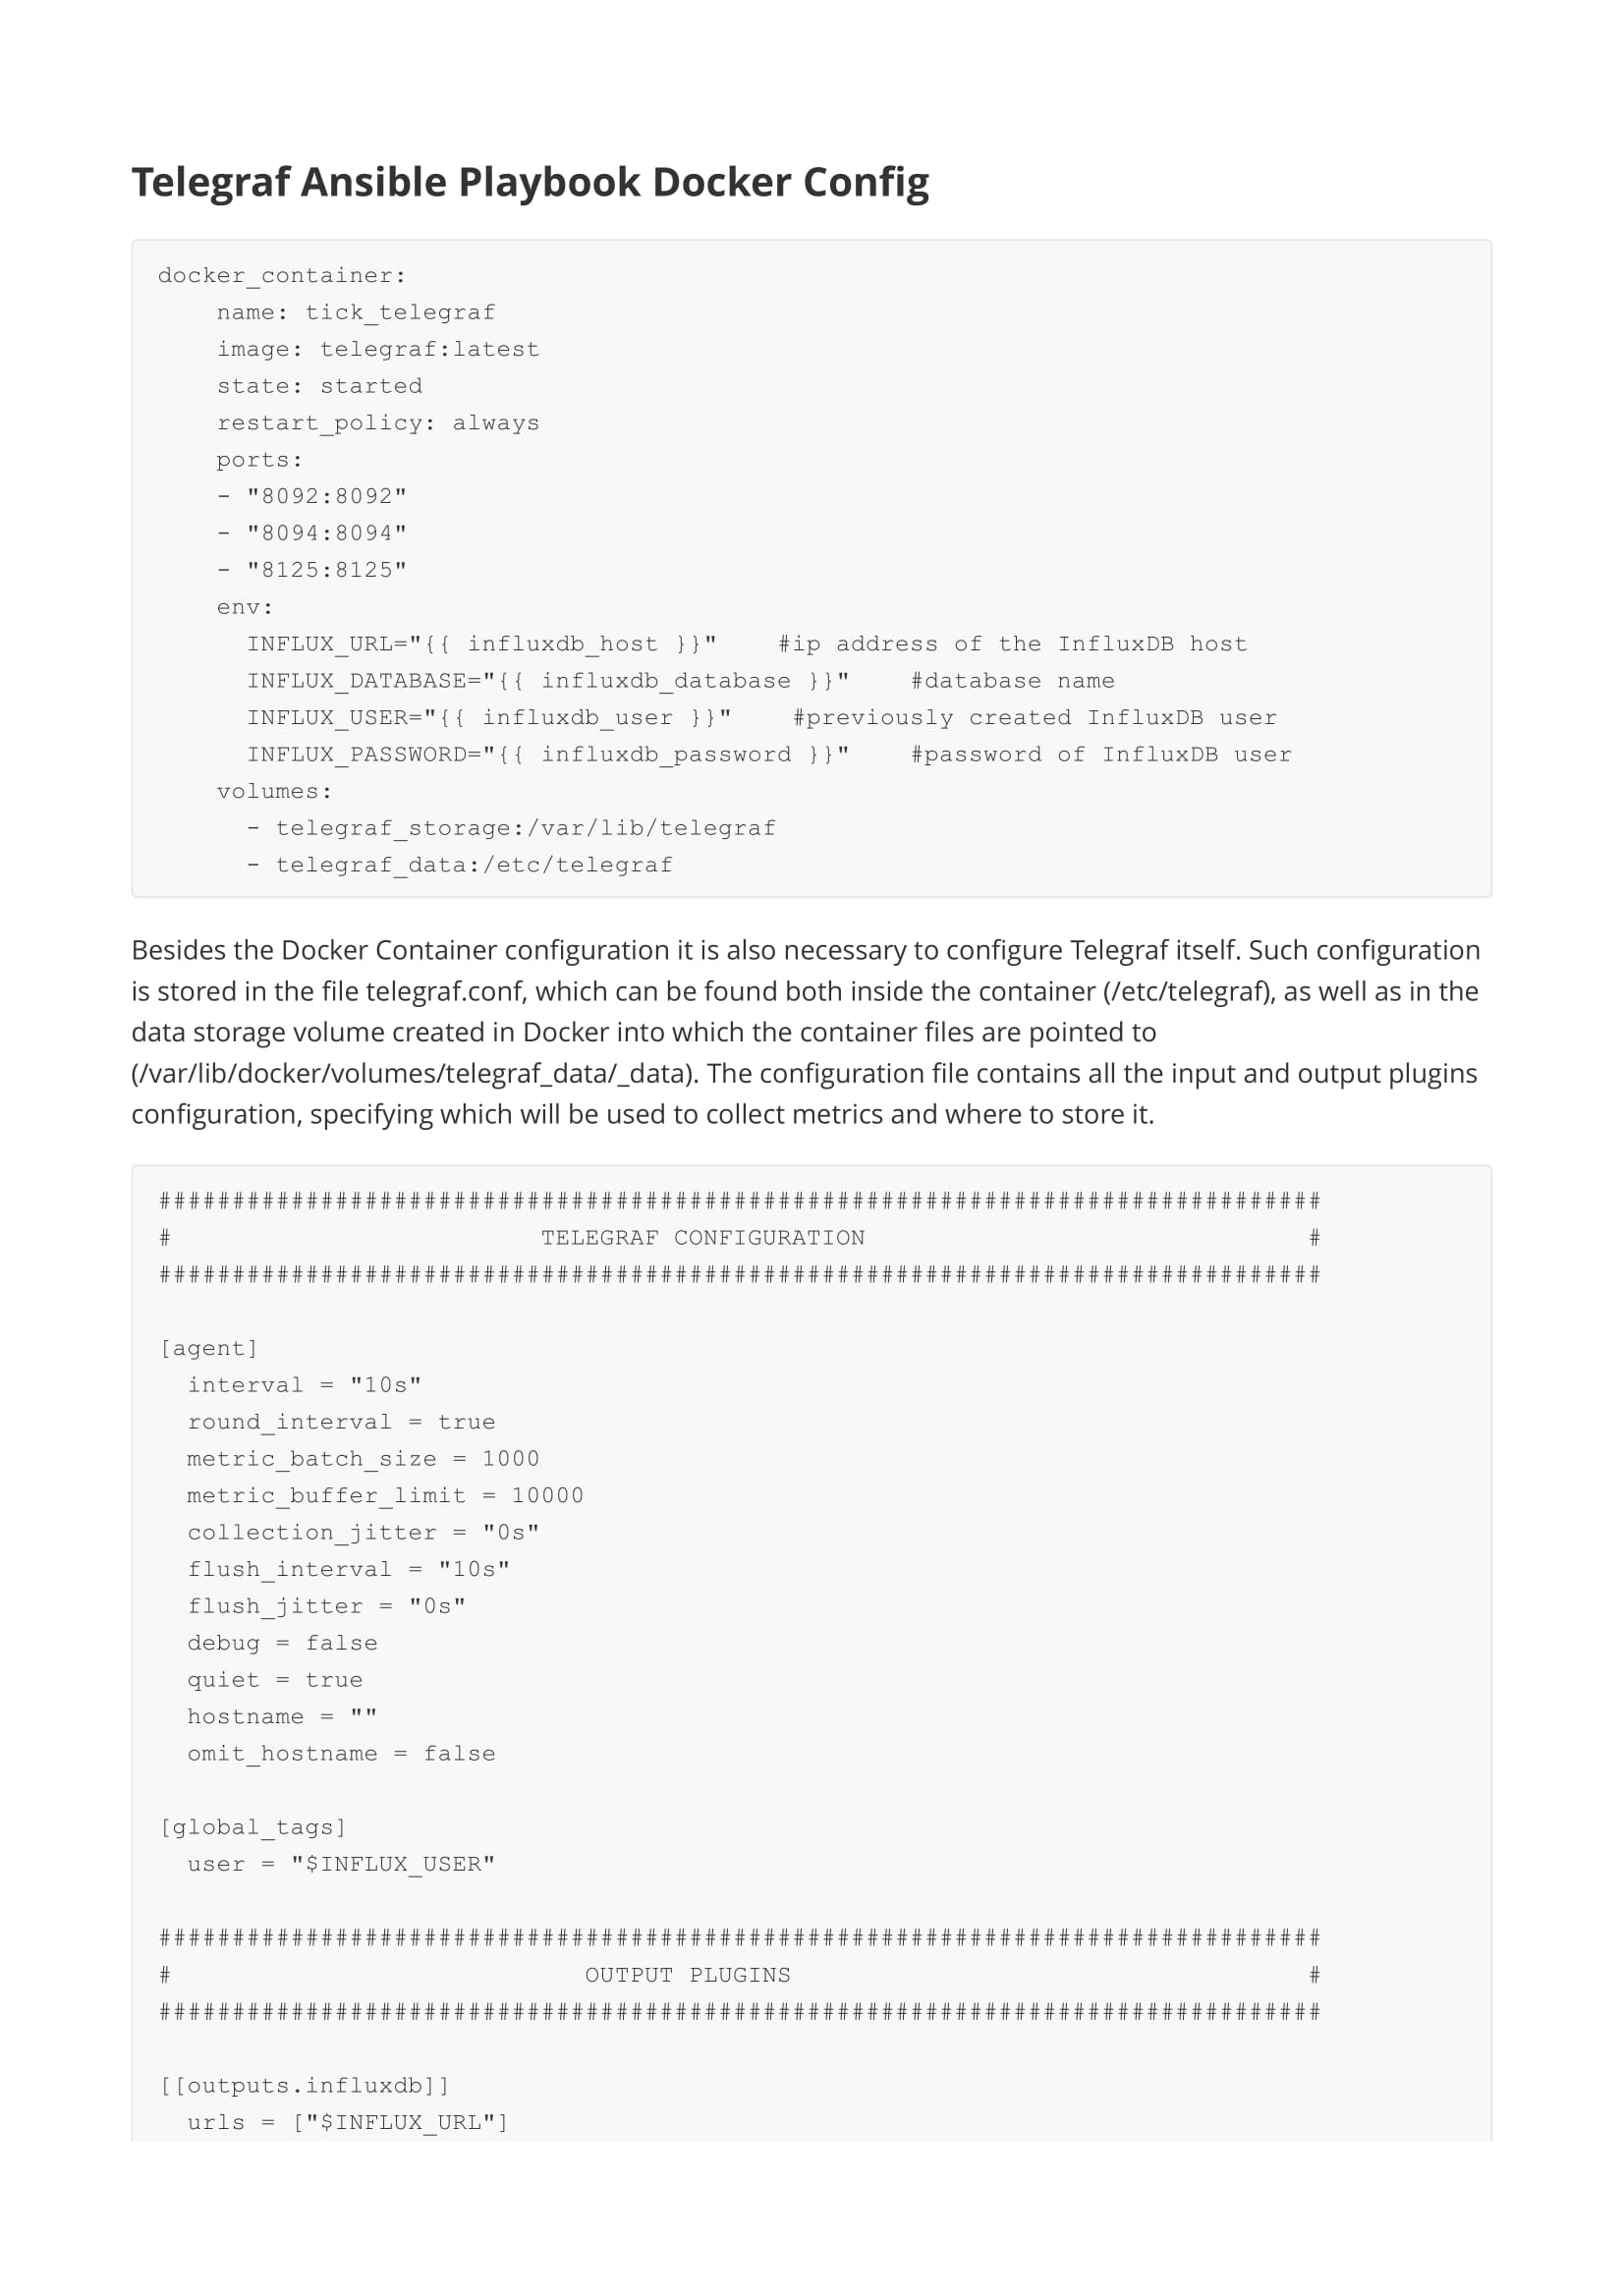 Telegraf Ansible Playbook Docker Config
docker_container:
    name: tick_telegraf
    image: telegraf:latest
    state: started
    restart_policy: always
    ports:
    - "8092:8092"
    - "8094:8094"
    - "8125:8125"
    env:
      INFLUX_URL="{{ influxdb_host }}"    #ip address of the InfluxDB host
      INFLUX_DATABASE="{{ influxdb_database }}"    #database name
      INFLUX_USER="{{ influxdb_user }}"    #previously created InfluxDB user
      INFLUX_PASSWORD="{{ influxdb_password }}"    #password of InfluxDB user
    volumes:
      - telegraf_storage:/var/lib/telegraf
      - telegraf_data:/etc/telegraf
Besides the Docker Container configuration it is also necessary to configure Telegraf itself. Such configuration
is stored in the file telegraf.conf, which can be found both inside the container (/etc/telegraf), as well as in the
data storage volume created in Docker into which the container files are pointed to
(/var/lib/docker/volumes/telegraf_data/_data). The configuration file contains all the input and output plugins
configuration, specifying which will be used to collect metrics and where to store it.
###############################################################################
#                         TELEGRAF CONFIGURATION                              #
###############################################################################
[agent]
  interval = "10s"
  round_interval = true
  metric_batch_size = 1000
  metric_buffer_limit = 10000
  collection_jitter = "0s"
  flush_interval = "10s"
  flush_jitter = "0s"
  debug = false
  quiet = true
  hostname = ""
  omit_hostname = false
[global_tags]
  user = "$INFLUX_USER"
###############################################################################
#                            OUTPUT PLUGINS                                   #
###############################################################################
[[outputs.influxdb]]
  urls = ["$INFLUX_URL"]